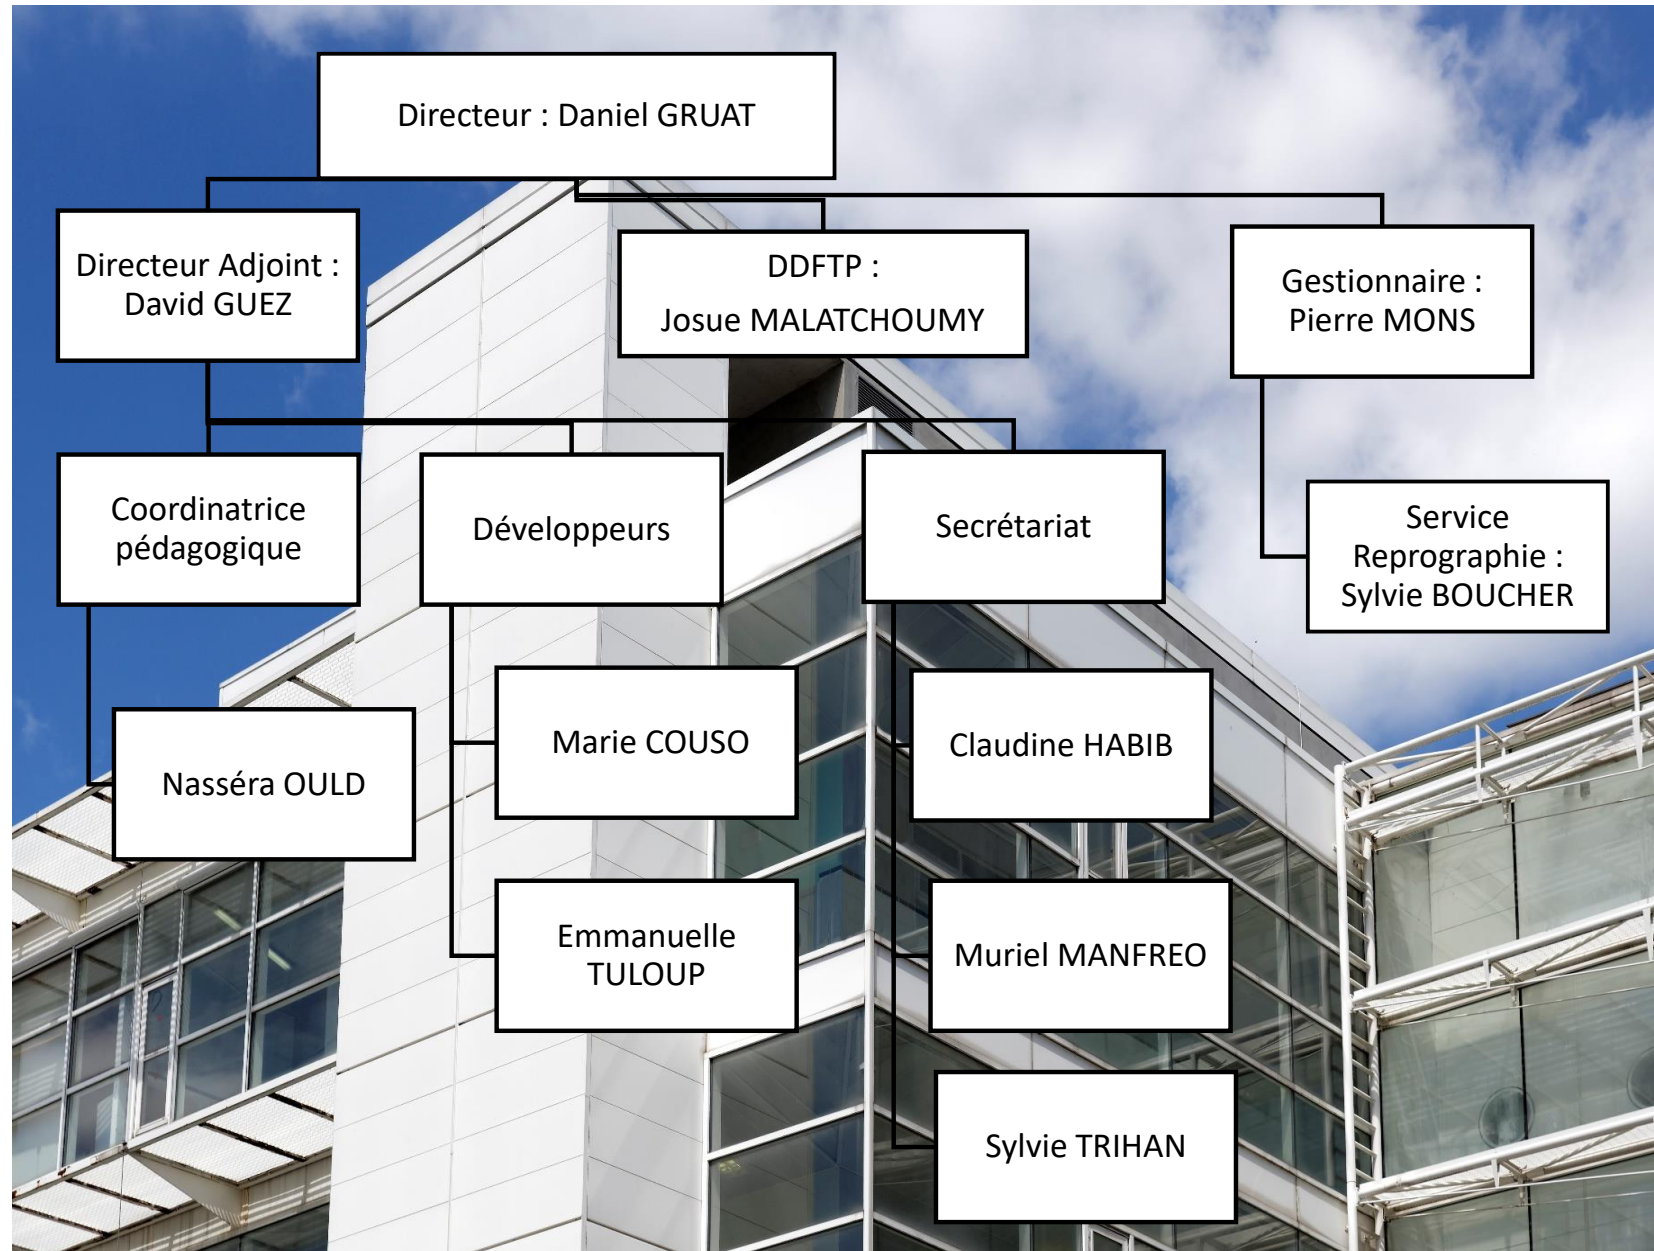 Directeur : Daniel GRUAT
Directeur Adjoint :
David GUEZ
DDFTP :
Josue MALATCHOUMY
Gestionnaire :
Pierre MONS
Coordinatrice
pédagogique
Développeurs
Secrétariat
Service
Reprographie :
Sylvie BOUCHER
Nasséra OULD
Marie COUSO
Emmanuelle
TULOUP
Claudine HABIB
Muriel MANFREO
Sylvie TRIHAN